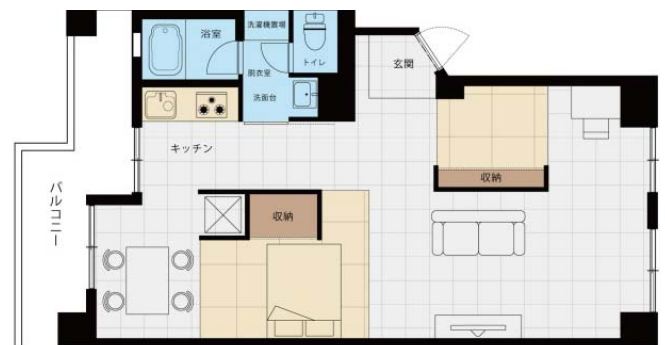 洗濯機置場
浴室
トイレ
脱衣室
洗面台
玄関
キッチン
収納
バルコニー
収納